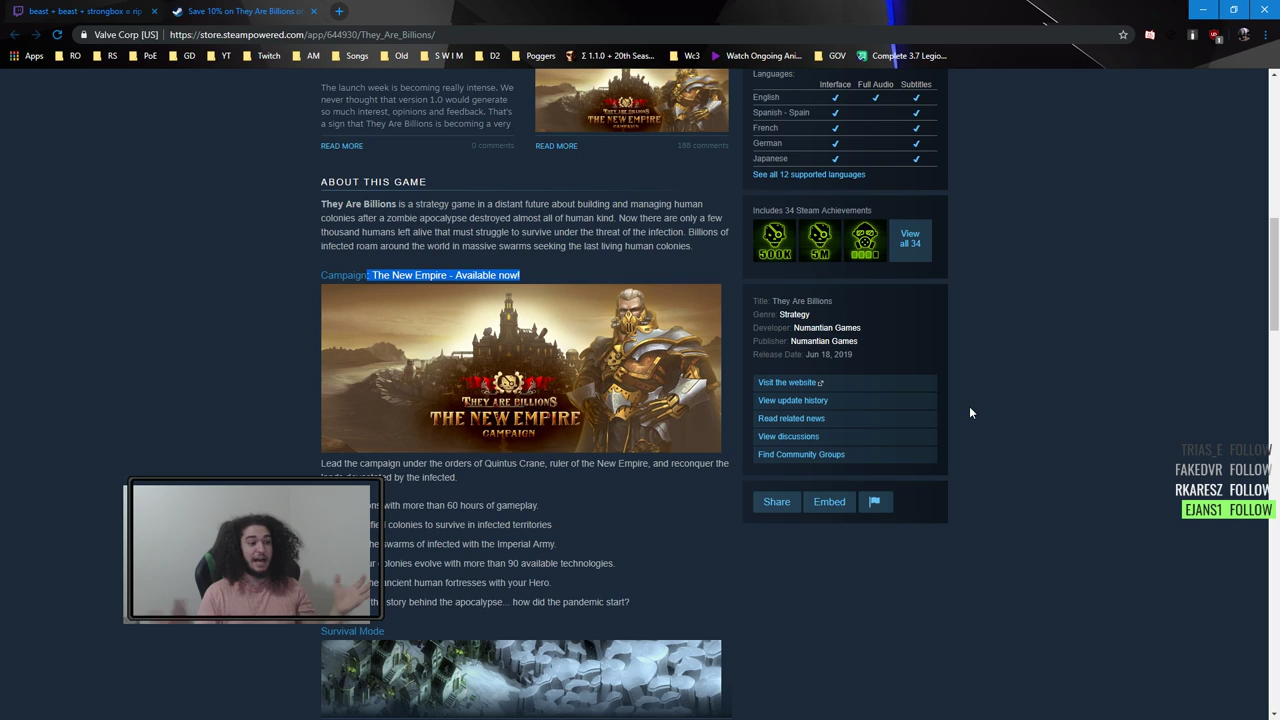 beast + beast + strongbox = rip
Save 10% on They Are Billions on
Valve Corp [US] | https://store.steampowered.com/app/644930/They_Are_Billions/
Apps RO RS PoE GD YT Twitch AM Songs Old S W I M D2 Poggers Σ 1.1.0 + 20th Seas... Wc3 Watch Ongoing Ani... GOV Complete 3.7 Legio...
The launch week is becoming really intense. We
never thought that version 1.0 would generate
so much interest, opinions and feedback. That's
a sign that They Are Billions is becoming a very
READ MORE 0 comments
THEY ARE BILLIONS
THE NEW EMPIRE
CAMPAIGN
READ MORE 188 comments
ABOUT THIS GAME
They Are Billions is a strategy game in a distant future about building and managing human
colonies after a zombie apocalypse destroyed almost all of human kind. Now there are only a few
thousand humans left alive that must struggle to survive under the threat of the infection. Billions of
infected roam around the world in massive swarms seeking the last living human colonies.
Campaign: The New Empire - Available now!
THEY ARE BILLIONS
THE NEW EMPIRE
CAMPAIGN
Lead the campaign under the orders of Quintus Crane, ruler of the New Empire, and reconquer the
by the infected.
with more than 60 hours of gameplay.
colonies to survive in infected territories
swarms of infected with the Imperial Army.
colonies evolve with more than 90 available technologies.
ancient human fortresses with your Hero.
the story behind the apocalypse... how did the pandemic start?
Survival Mode
Languages:
Interface Full Audio Subtitles
English ✔ ✔ ✔
Spanish - Spain ✔ ✔
French ✔ ✔
German ✔ ✔
Japanese ✔ ✔
See all 12 supported languages
Includes 34 Steam Achievements
500K 5M
View
all 34
Title: They Are Billions
Genre: Strategy
Developer: Numantian Games
Publisher: Numantian Games
Release Date: Jun 18, 2019
Visit the website
View update history
Read related news
View discussions
Find Community Groups
Share Embed
TRIAS_E FOLLOW
FAKEDVR FOLLOW
RKARESZ FOLLOW
EJANS1 FOLLOW